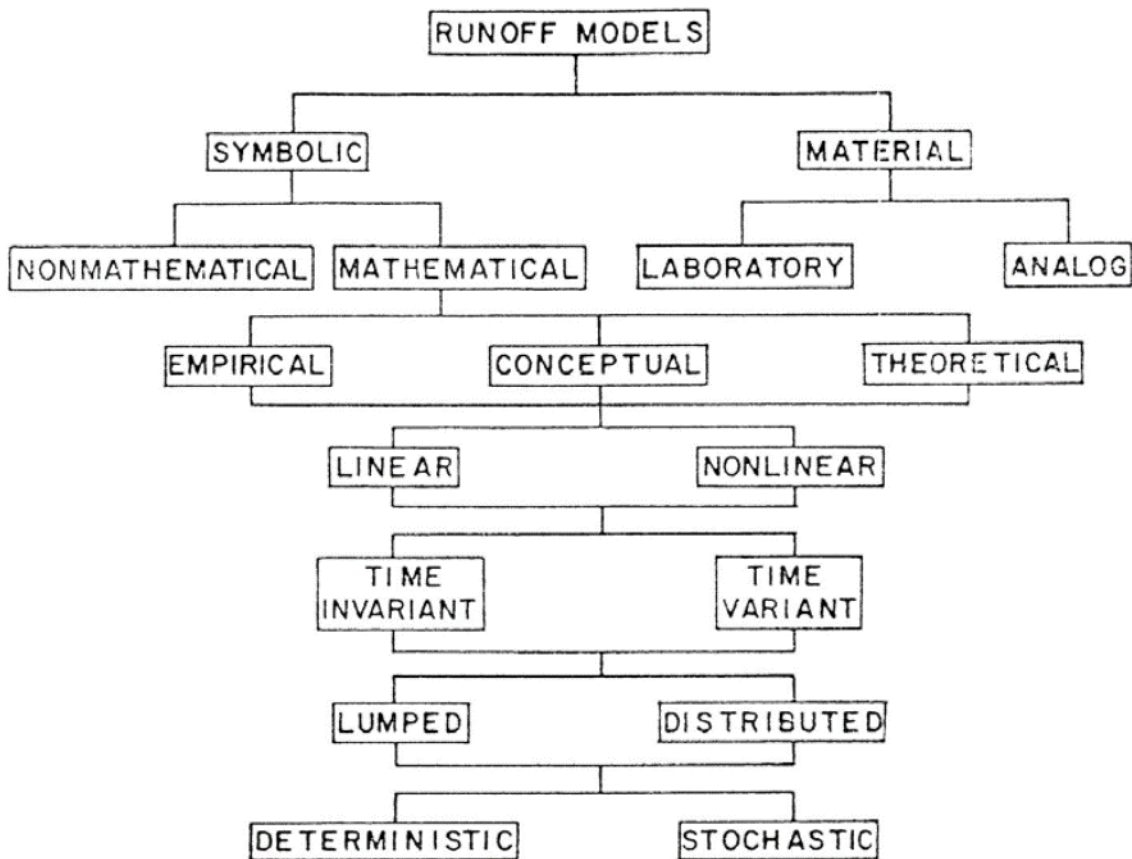 RUNOFF MODELS
SYMBOLIC
MATERIAL
NONMATHEMATICAL
MATHEMATICAL
LABORATORY
ANALOG
EMPIRICAL
CONCEPTUAL
THEORETICAL
LINEAR
NONLINEAR
TIME
INVARIANT
TIME
VARIANT
LUMPED
DISTRIBUTED
DETERMINISTIC
STOCHASTIC